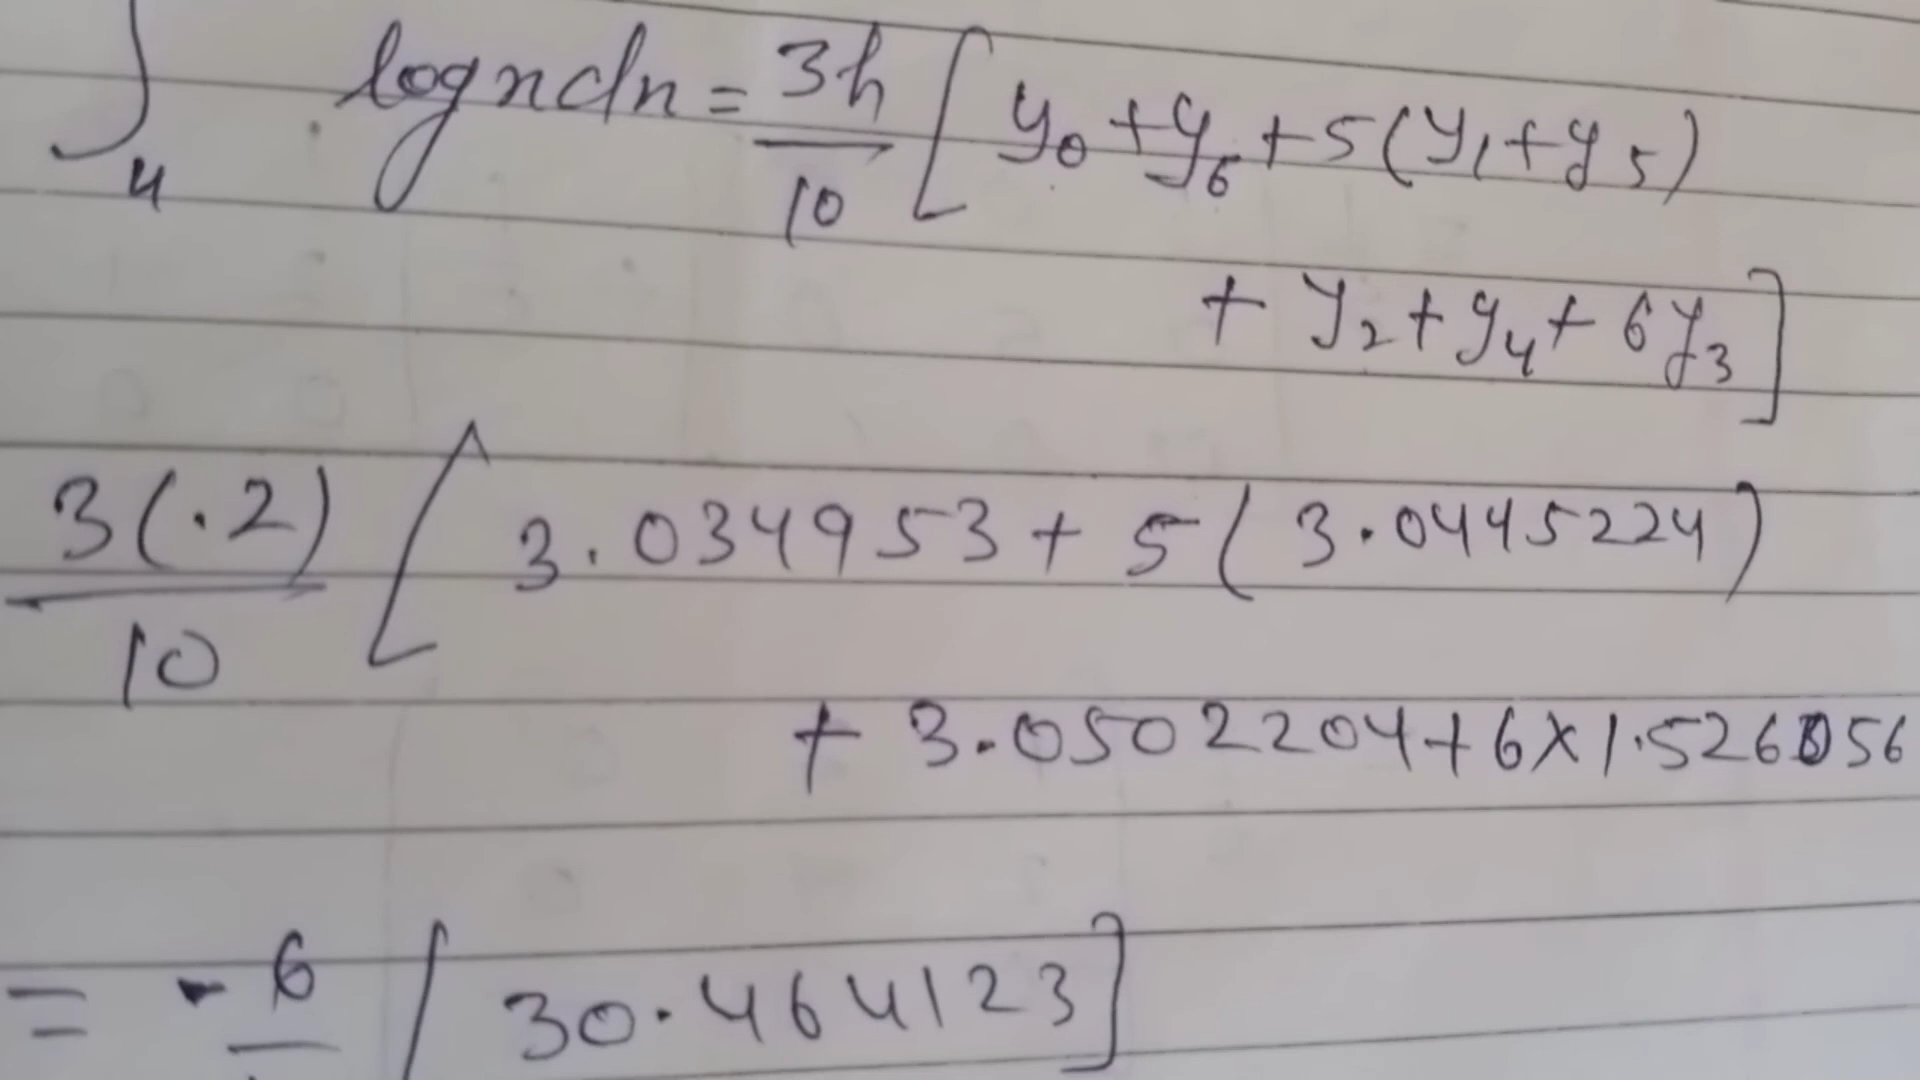 ∫₄ log x dx = 3h/10 [ y₀ + y₆ + 5(y₁ + y₅)
+ y₂ + y₄ + 6y₃ ]
3(.2)/10 [ 3.034953 + 5(3.0445224)
+ 3.0502204 + 6×1.526056
= .6/ [ 30.464123 ]